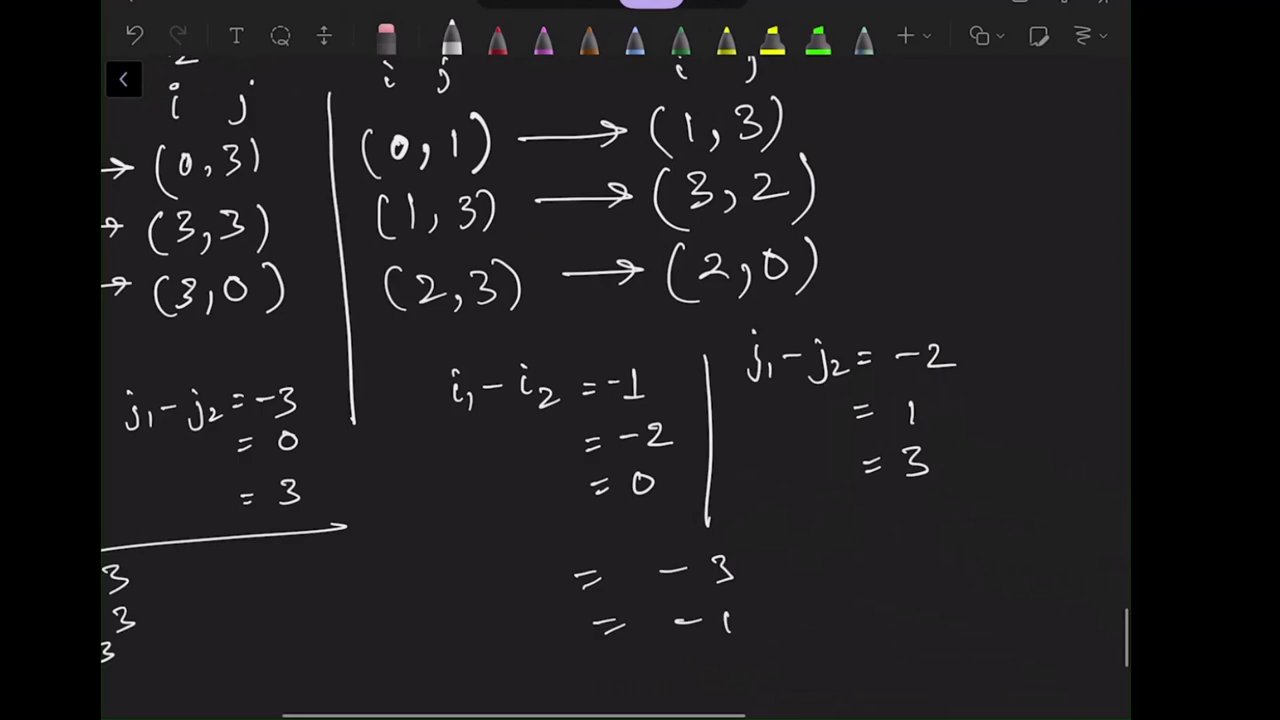 i j
i j
i j
→ (0,3)
(0,1) → (1,3)
→ (3,3)
(1,3) → (3,2)
→ (3,0)
(2,3) → (2,0)
j₁-j₂ = -3
= 0
= 3
i₁-i₂ = -1
= -2
= 0
j₁-j₂ = -2
= 1
= 3
3
3
3
= -3
= -1